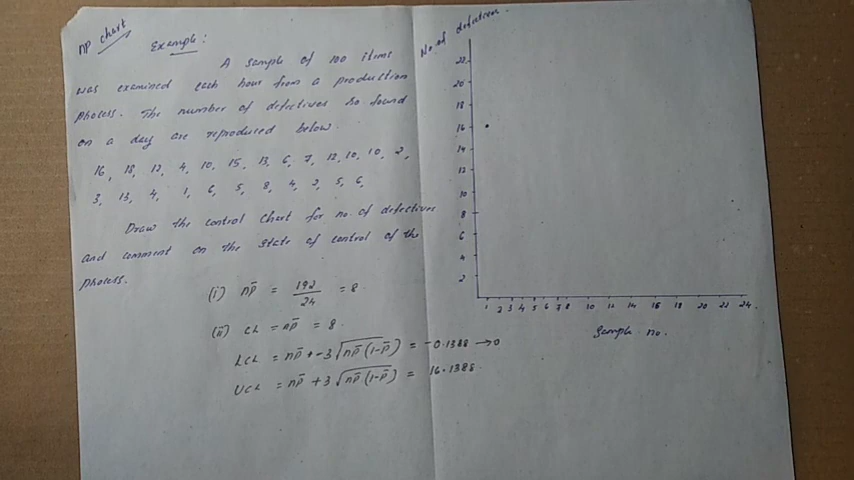 np chart
Example:
A sample of 100 items
was examined each hour from a production
process. The number of defectives so found
on a day are reproduced below.
16, 18, 12, 4, 10, 15, 13, 6, 7, 12, 10, 10, 2,
3, 13, 4, 1, 6, 5, 8, 4, 2, 5, 6,
Draw the control chart for no. of defectives
and comment on the state of control of the
process.
(i) np̄ = 192/24 = 8
(ii) CL = np̄ = 8.
LCL = np̄ - 3√np̄(1-p̄) = -0.1388 → 0
UCL = np̄ + 3√np̄(1-p̄) = 16.1388.
No. of defectives.
22
20
18
16
14
12
10
8
6
4
2
1 2 3 4 5 6 7 8 10 12 14 16 18 20 22 24
Sample no.